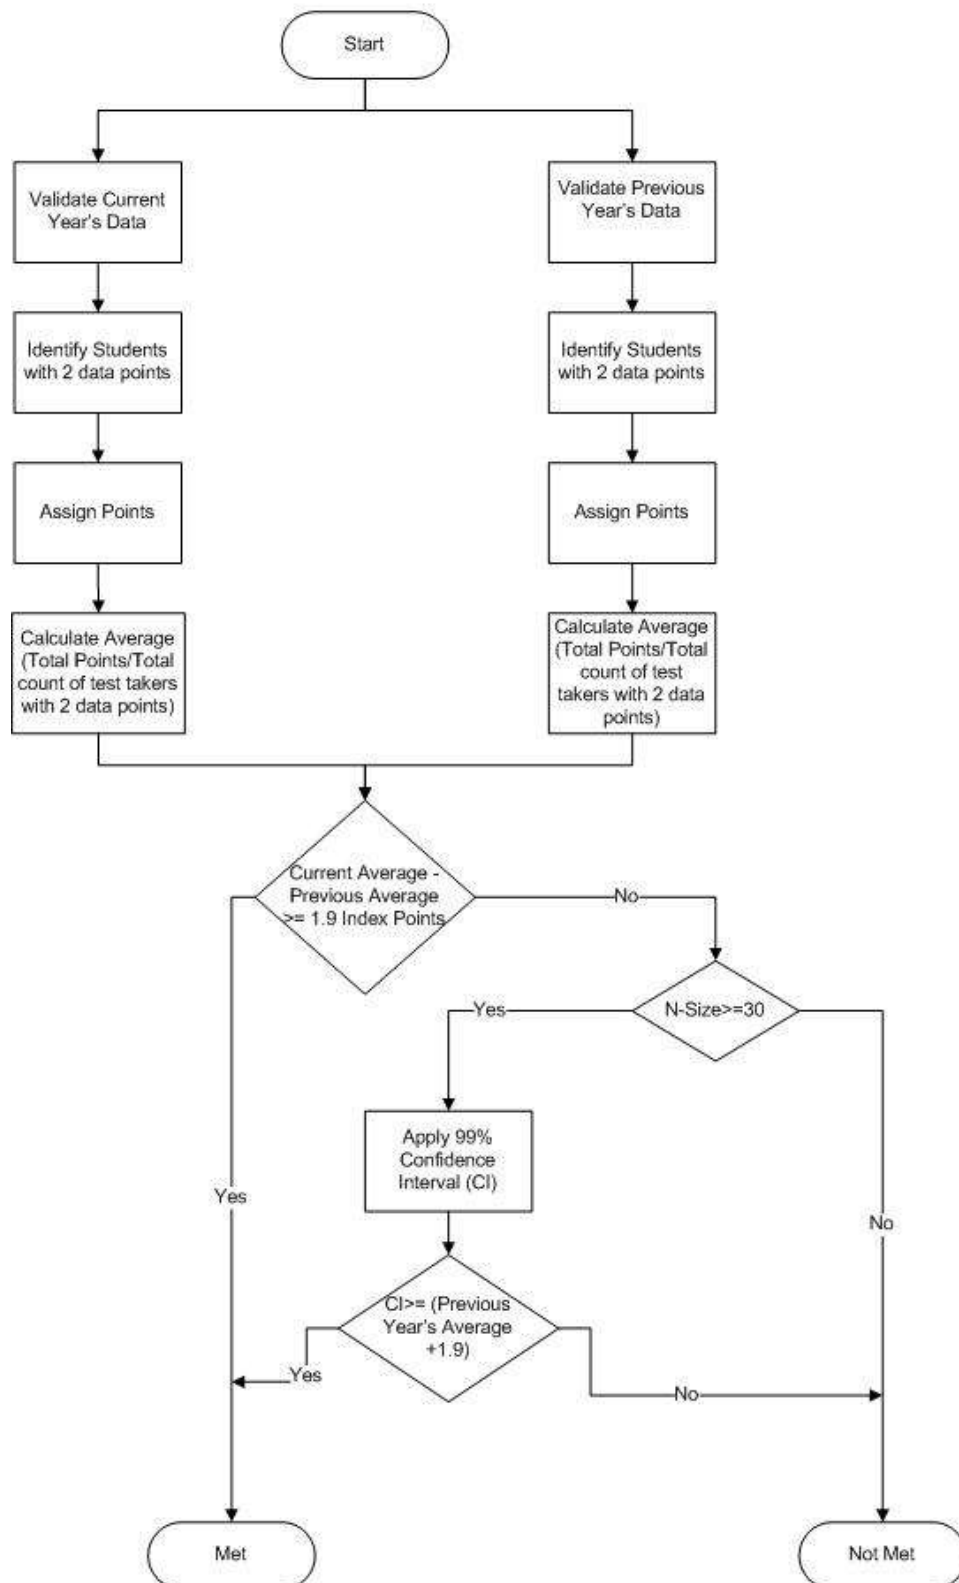 Start
Validate Current
Year's Data
Validate Previous
Year's Data
Identify Students
with 2 data points
Identify Students
with 2 data points
Assign Points
Assign Points
Calculate Average
(Total Points/Total
count of test takers
with 2 data points)
Calculate Average
(Total Points/Total
count of test
takers with 2 data
points)
Current Average -
Previous Average
>= 1.9 Index Points
No
N-Size>=30
Yes
Apply 99%
Confidence
Interval (CI)
Yes
No
CI>= (Previous
Year's Average
+1.9)
Yes
No
Met
Not Met